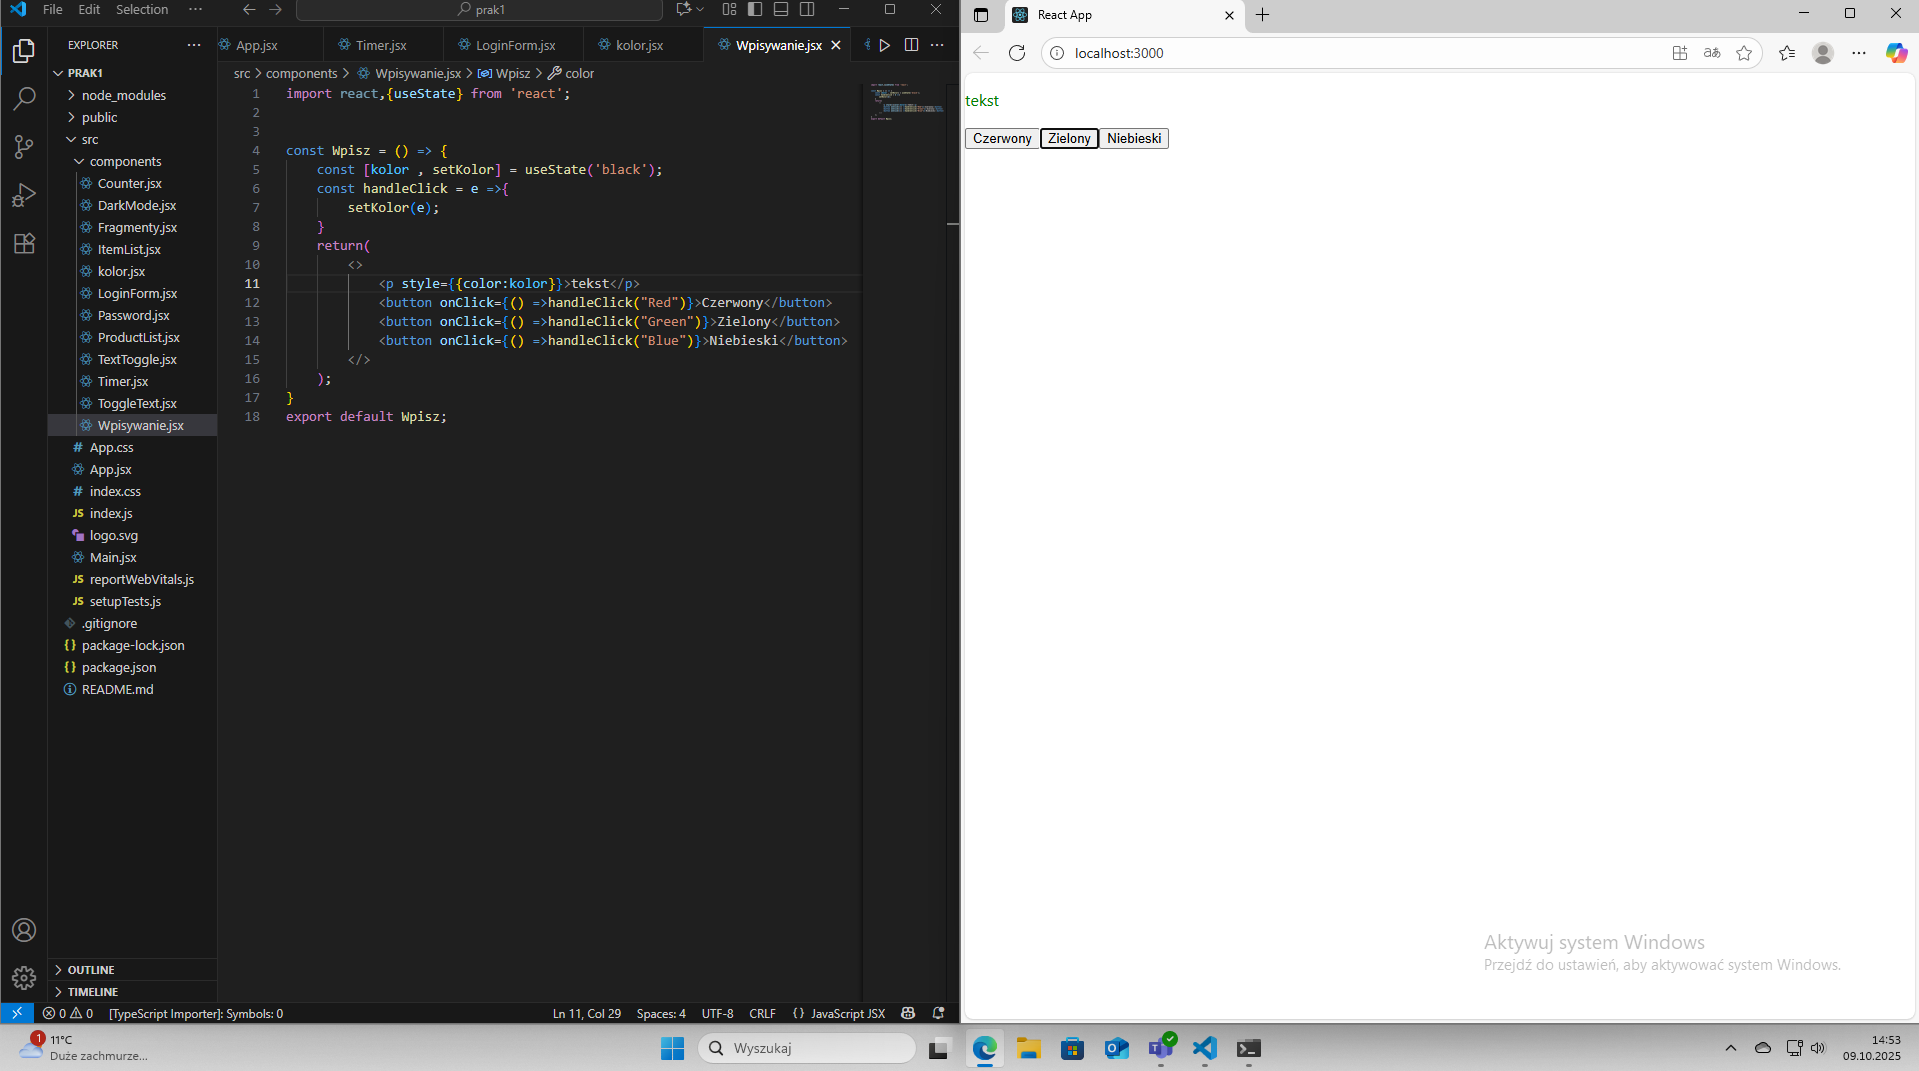 File Edit Selection ··· prak1
EXPLORER ···
PRAK1
node_modules
public
src
components
Counter.jsx
DarkMode.jsx
Fragmenty.jsx
ItemList.jsx
kolor.jsx
LoginForm.jsx
Password.jsx
ProductList.jsx
TextToggle.jsx
Timer.jsx
ToggleText.jsx
Wpisywanie.jsx
# App.css
App.jsx
# index.css
JS index.js
logo.svg
Main.jsx
JS reportWebVitals.js
JS setupTests.js
.gitignore
{} package-lock.json
{} package.json
README.md
OUTLINE
TIMELINE
App.jsx Timer.jsx LoginForm.jsx kolor.jsx Wpisywanie.jsx
src > components > Wpisywanie.jsx > Wpisz > color
1 import react,{useState} from 'react';
2
3
4 const Wpisz = () => {
5 const [kolor , setKolor] = useState('black');
6 const handleClick = e =>{
7 setKolor(e);
8 }
9 return(
10 <>
11 <p style={{color:kolor}}>tekst</p>
12 <button onClick={() =>handleClick("Red")}>Czerwony</button>
13 <button onClick={() =>handleClick("Green")}>Zielony</button>
14 <button onClick={() =>handleClick("Blue")}>Niebieski</button>
15 </>
16 );
17 }
18 export default Wpisz;
0 0 [TypeScript Importer]: Symbols: 0 Ln 11, Col 29 Spaces: 4 UTF-8 CRLF {} JavaScript JSX
React App
localhost:3000
tekst
Czerwony Zielony Niebieski
Aktywuj system Windows
Przejdź do ustawień, aby aktywować system Windows.
1
11°C
Duże zachmurze...
Wyszukaj
14:53
09.10.2025